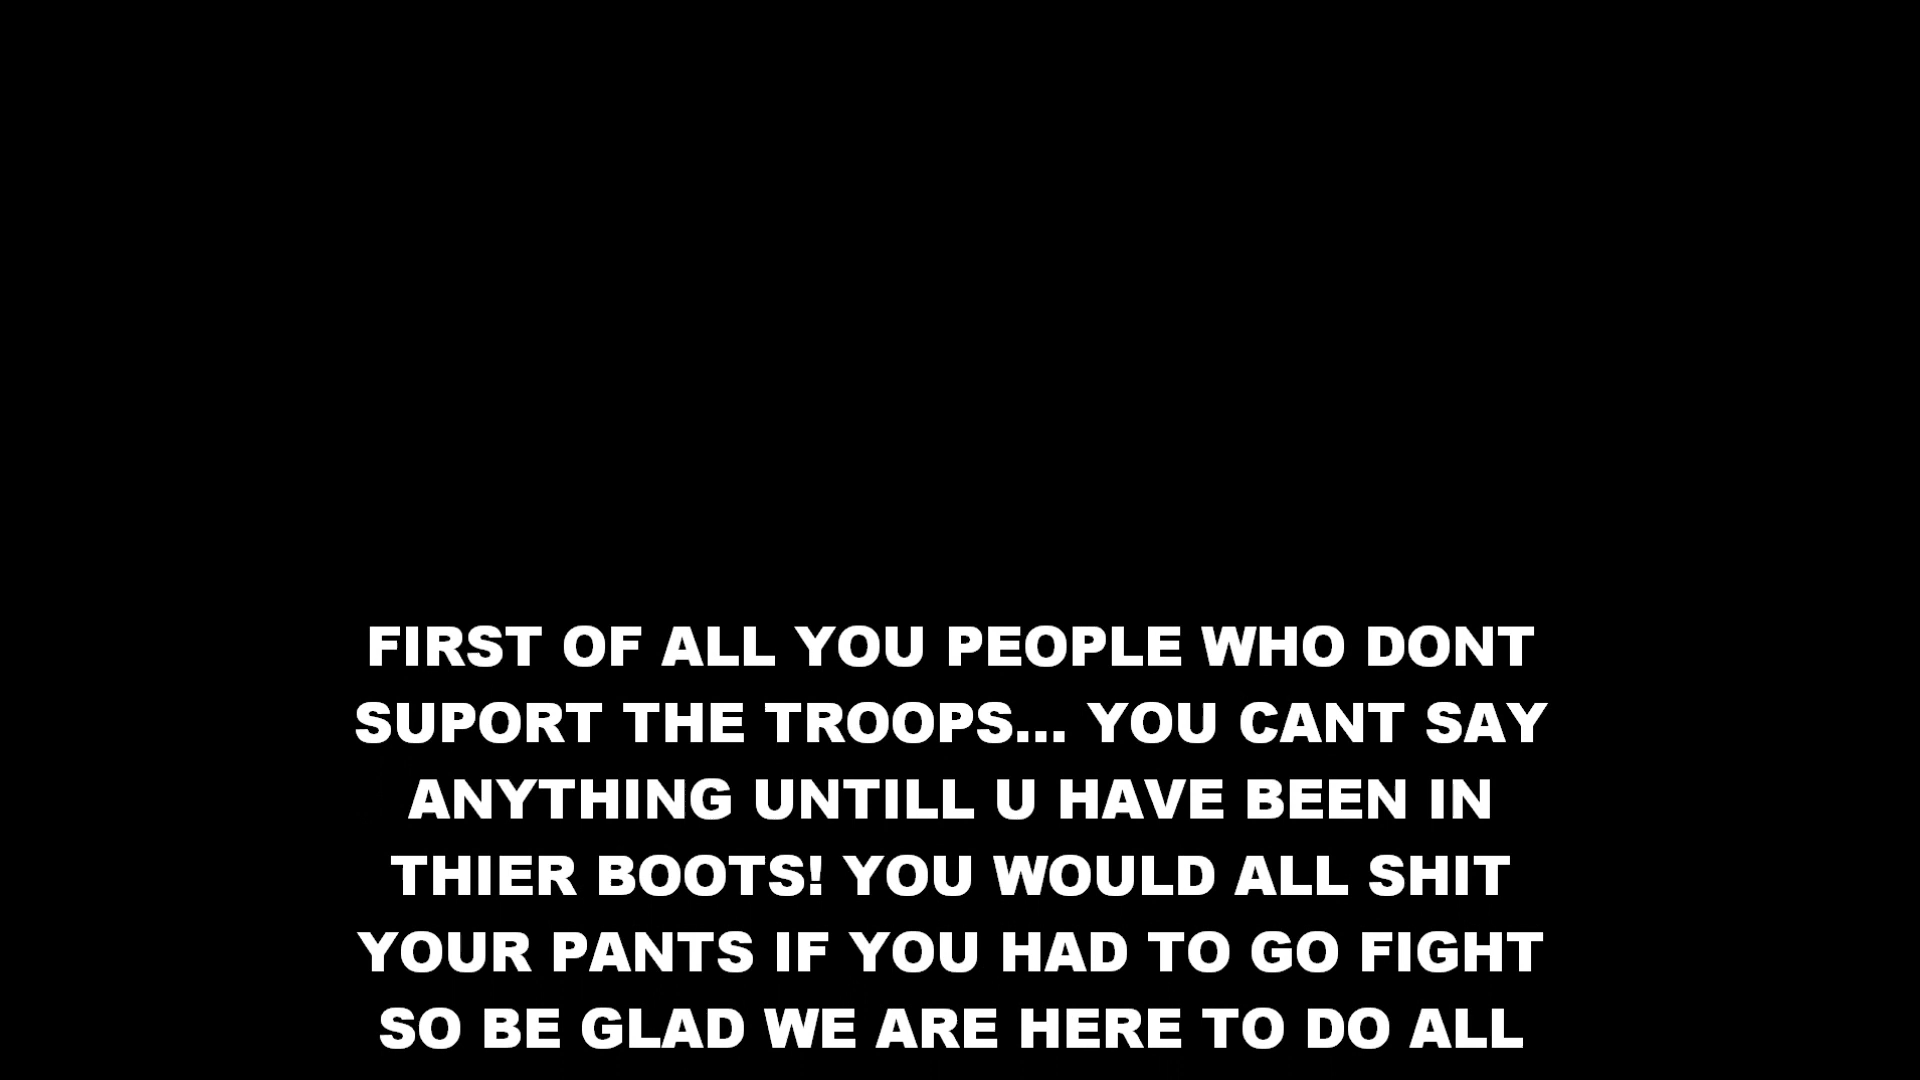 FIRST OF ALL YOU PEOPLE WHO DONT
SUPORT THE TROOPS... YOU CANT SAY
ANYTHING UNTILL U HAVE BEEN IN
THIER BOOTS! YOU WOULD ALL SHIT
YOUR PANTS IF YOU HAD TO GO FIGHT
SO BE GLAD WE ARE HERE TO DO ALL